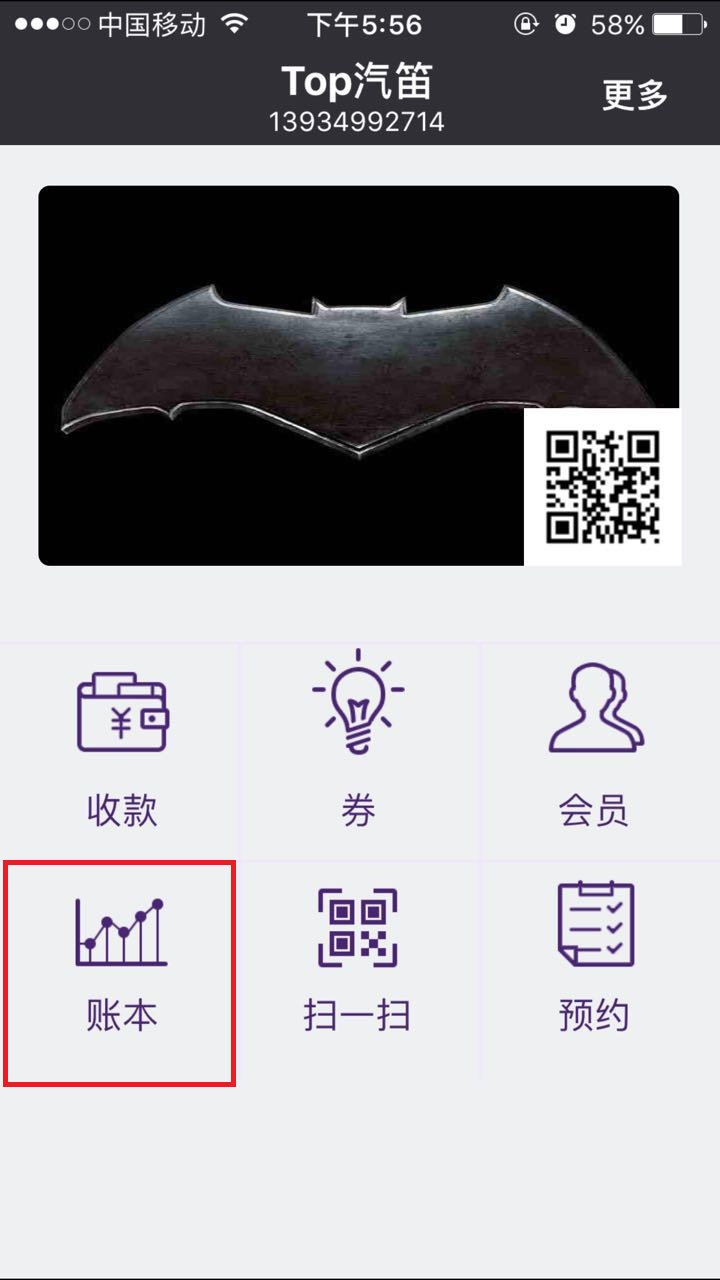 中国移动 下午5:56 58%
Top汽笛
更多
13934992714
¥
收款 券 会员
账本 扫一扫 预约